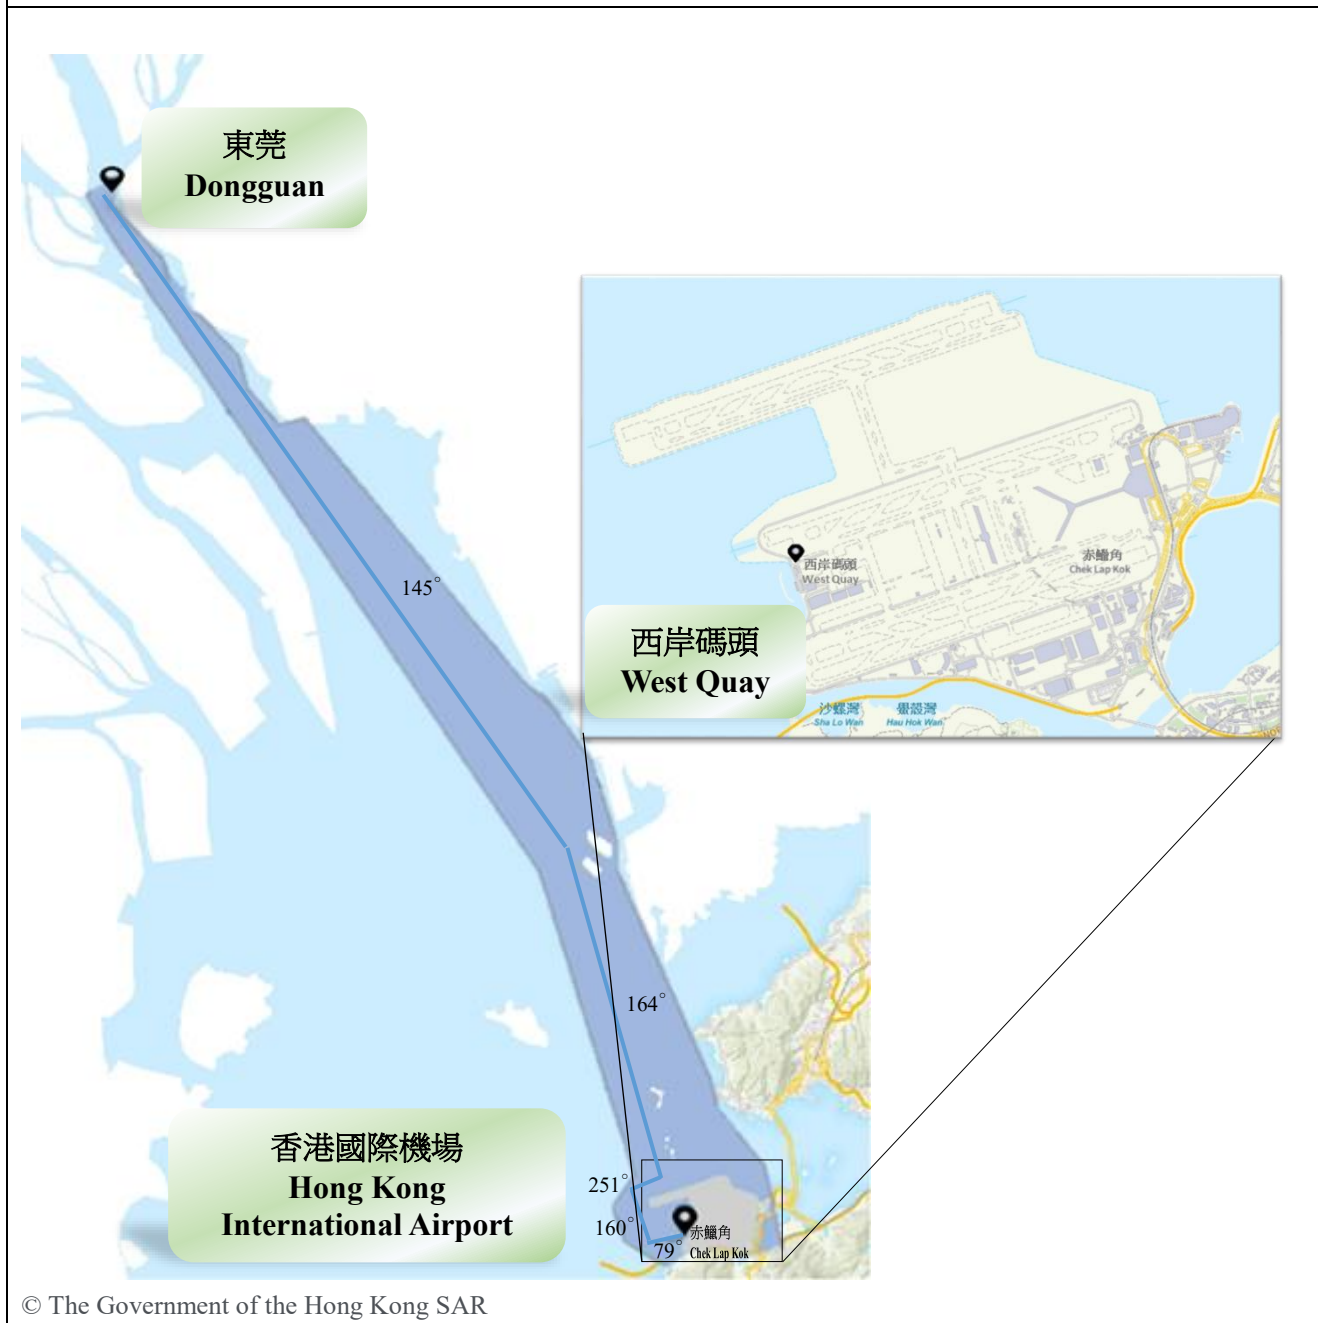 東莞
Dongguan
西岸碼頭
West Quay
赤鱲角
Chek Lap Kok
西岸碼頭
West Quay
沙螺灣
Sha Lo Wan
䃟殼灣
Hau Hok Wan
145°
164°
香港國際機場
Hong Kong
International Airport
251°
160°
79°
赤鱲角
Chek Lap Kok
© The Government of the Hong Kong SAR